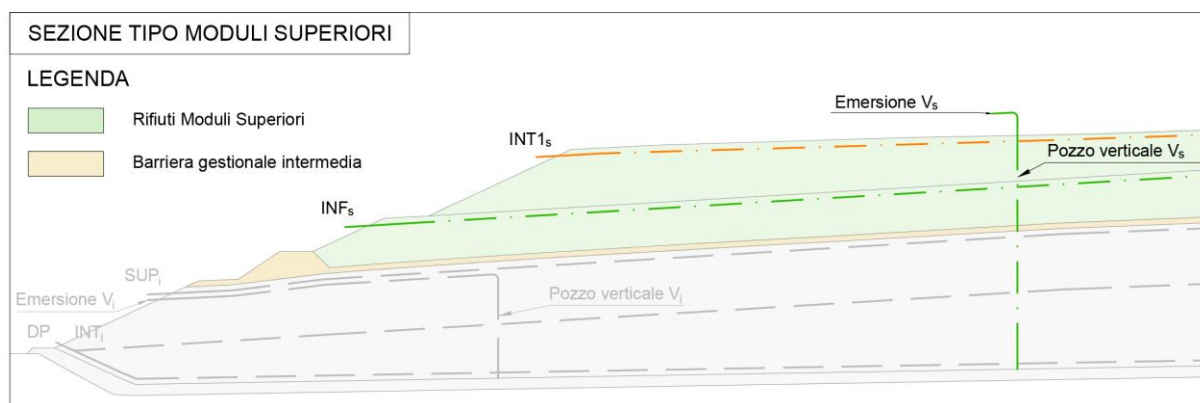 SEZIONE TIPO MODULI SUPERIORI
LEGENDA
Rifiuti Moduli Superiori
Barriera gestionale intermedia
Emersione Vs
INT1s
Pozzo verticale Vs
INFs
SUPi
Emersione Vi
Pozzo verticale Vi
DP
INTi